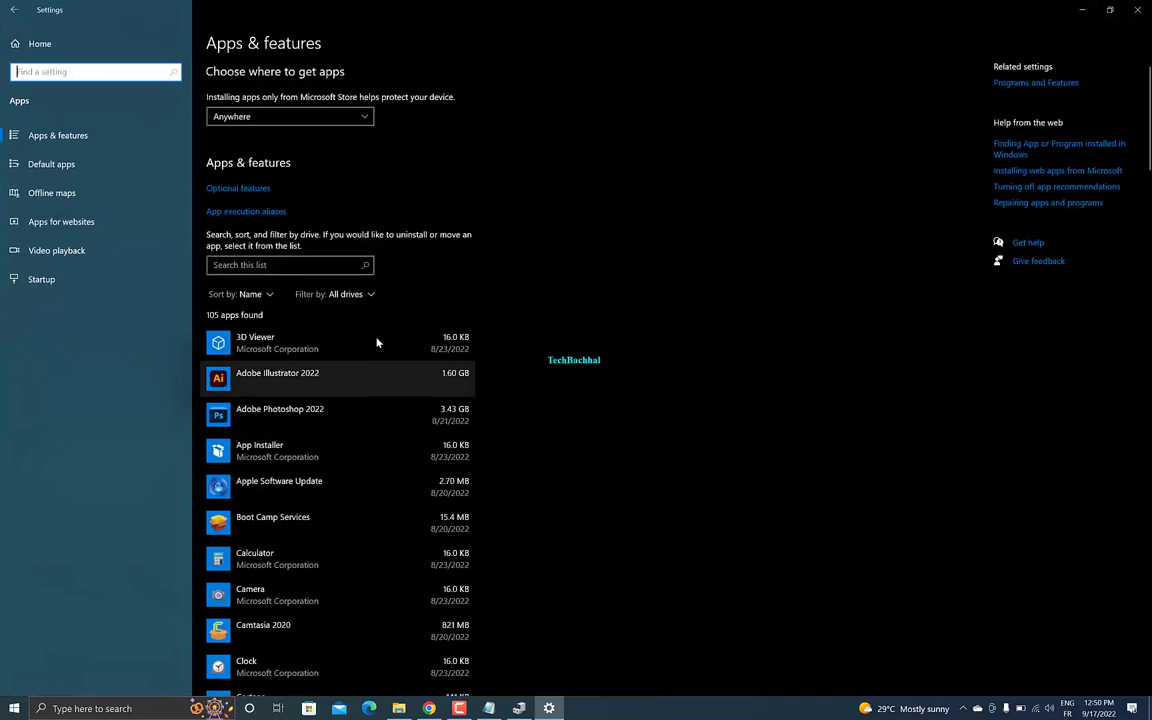 Settings
Home
Find a setting
Apps
Apps & features
Default apps
Offline maps
Apps for websites
Video playback
Startup
Apps & features
Choose where to get apps
Installing apps only from Microsoft Store helps protect your device.
Anywhere
Apps & features
Optional features
App execution aliases
Search, sort, and filter by drive. If you would like to uninstall or move an
app, select it from the list.
Search this list
Sort by: Name Filter by: All drives
105 apps found
3D Viewer 16.0 KB
Microsoft Corporation 8/23/2022
Ai Adobe Illustrator 2022 1.60 GB
Ps Adobe Photoshop 2022 3.43 GB
8/21/2022
App Installer 16.0 KB
Microsoft Corporation 8/23/2022
Apple Software Update 2.70 MB
8/20/2022
Boot Camp Services 15.4 MB
8/20/2022
Calculator 16.0 KB
Microsoft Corporation 8/23/2022
Camera 16.0 KB
Microsoft Corporation 8/23/2022
Camtasia 2020 821 MB
8/20/2022
Clock 16.0 KB
Microsoft Corporation 8/23/2022
TechBachhal
Related settings
Programs and Features
Help from the web
Finding App or Program installed in
Windows
Installing web apps from Microsoft
Turning off app recommendations
Repairing apps and programs
Get help
Give feedback
Type here to search
29°C Mostly sunny
ENG
FR
12:50 PM
9/17/2022